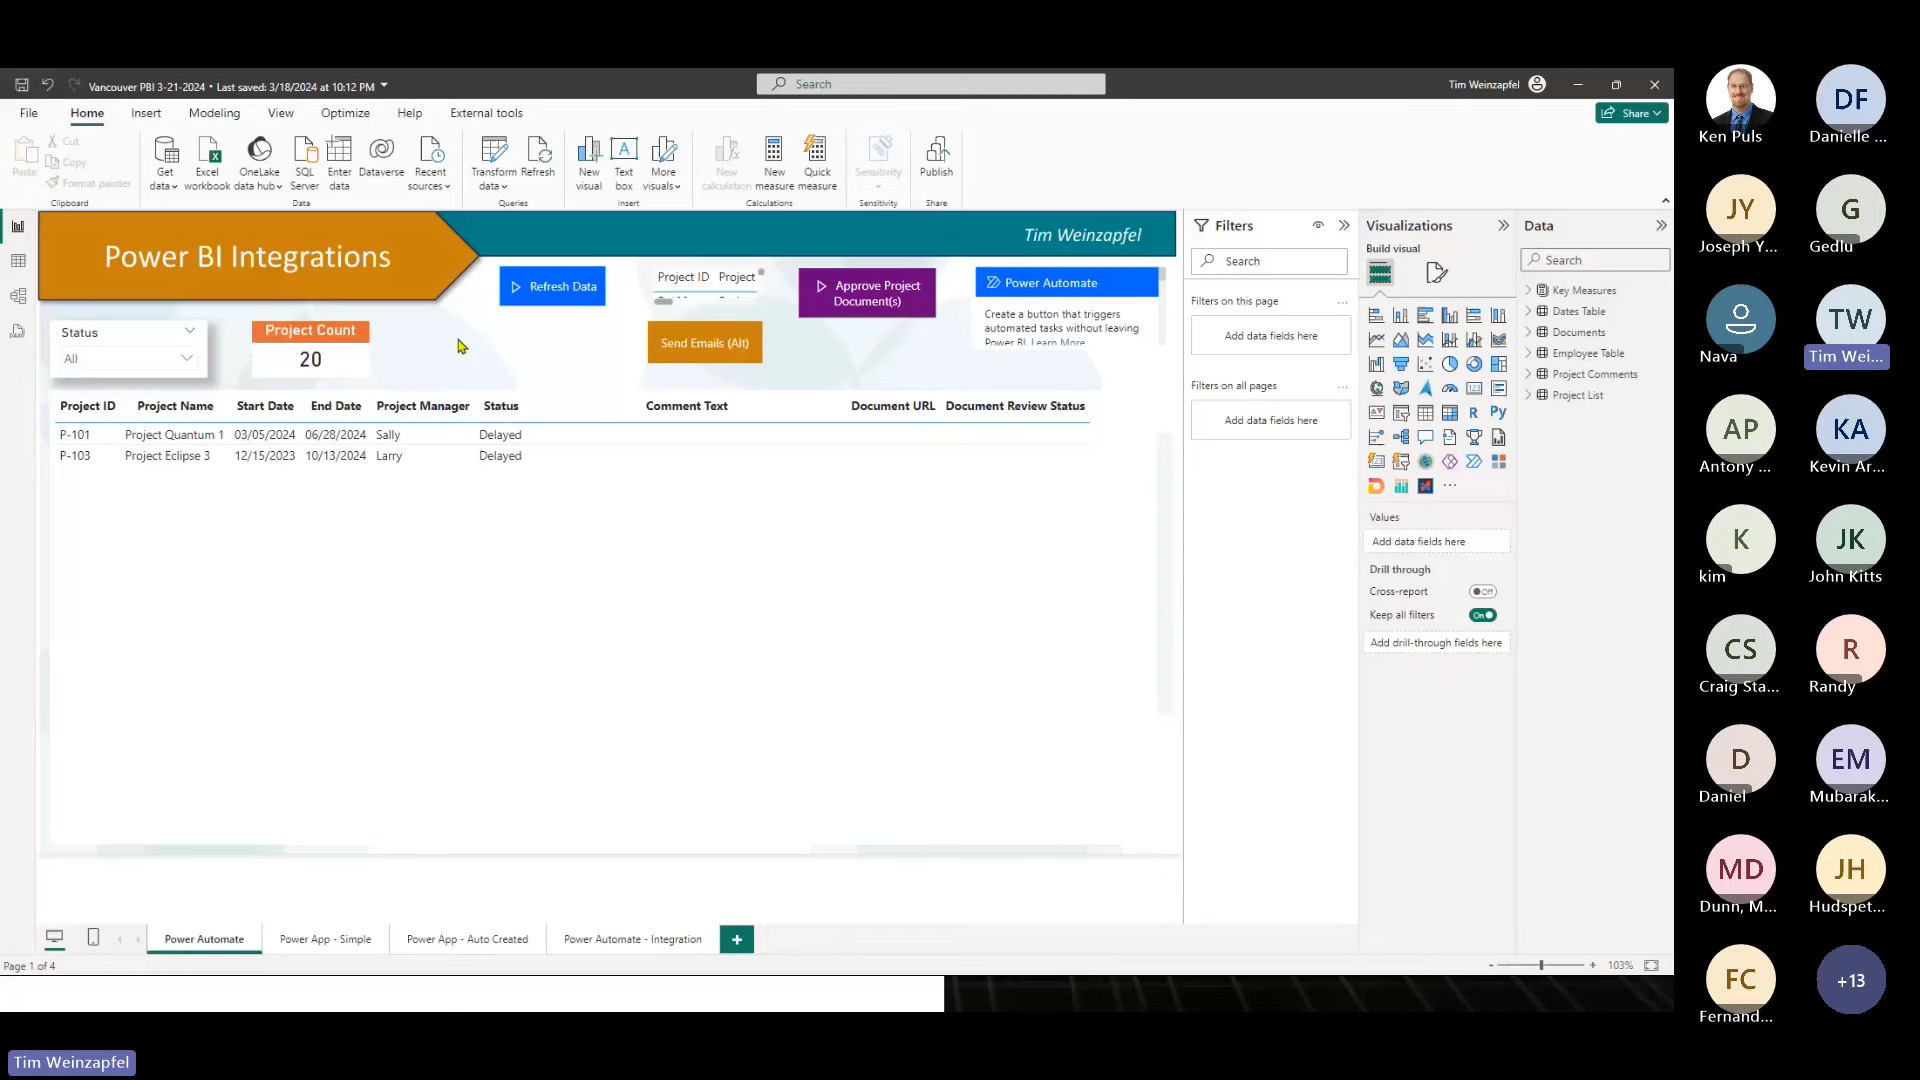 Vancouver PBI 3-21-2024 • Last saved: 3/18/2024 at 10:12 PM
Search
Tim Weinzapfel
File Home Insert Modeling View Optimize Help External tools
Share
Paste
Cut
Copy
Format painter
Clipboard
Get data
Excel workbook
OneLake data hub
SQL Server
Enter data
Dataverse
Recent sources
Data
Transform data
Refresh
Queries
New visual
Text box
More visuals
Insert
New calculation
New measure
Quick measure
Calculations
Sensitivity
Sensitivity
Publish
Share
Power BI Integrations
Tim Weinzapfel
Refresh Data
Project ID Project
Send Emails (Alt)
Approve Project
Document(s)
Power Automate
Create a button that triggers
automated tasks without leaving
Power BI. Learn More
Status
All
Project Count
20
Project ID Project Name Start Date End Date Project Manager Status Comment Text Document URL Document Review Status
P-101 Project Quantum 1 03/05/2024 06/28/2024 Sally Delayed
P-103 Project Eclipse 3 12/15/2023 10/13/2024 Larry Delayed
Filters
Search
Filters on this page
Add data fields here
Filters on all pages
Add data fields here
Visualizations
Build visual
R Py
123
Values
Add data fields here
Drill through
Cross-report Off
Keep all filters On
Add drill-through fields here
Data
Search
Key Measures
Dates Table
Documents
Employee Table
Project Comments
Project List
Power Automate
Power App - Simple
Power App - Auto Created
Power Automate - Integration
Page 1 of 4
103%
Ken Puls
DF
Danielle ...
JY
Joseph Y...
G
Gedlu
Nava
TW
Tim Wei...
AP
Antony ...
KA
Kevin Ar...
K
kim
JK
John Kitts
CS
Craig Sta...
R
Randy
D
Daniel
EM
Mubarak...
MD
Dunn, M...
JH
Hudspet...
FC
Fernand...
+13
Tim Weinzapfel